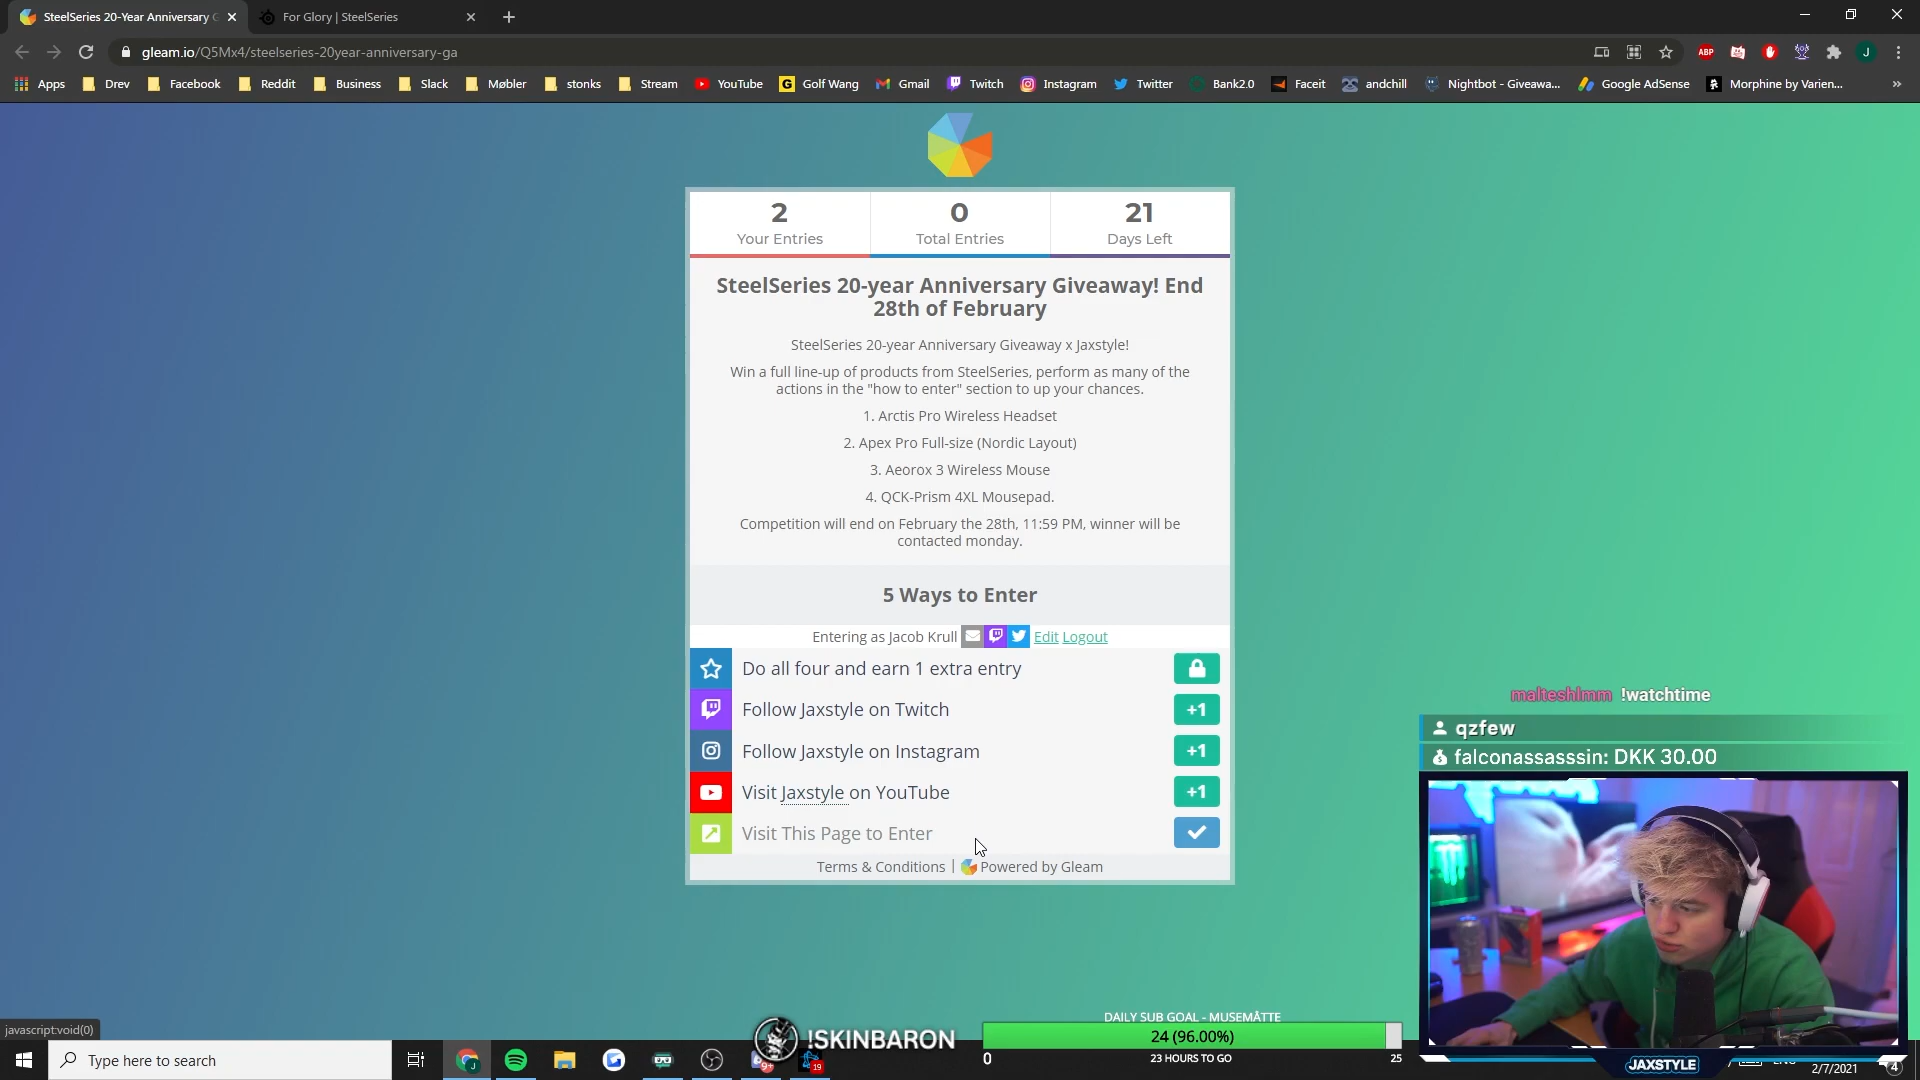 SteelSeries 20-Year Anniversary G
For Glory | SteelSeries
gleam.io/Q5Mx4/steelseries-20year-anniversary-ga
ABP
J
Apps
Drev
Facebook
Reddit
Business
Slack
Møbler
stonks
Stream
YouTube
Golf Wang
Gmail
Twitch
Instagram
Twitter
Bank2.0
Faceit
andchill
Nightbot - Giveawa...
Google AdSense
Morphine by Varien...
»
2
Your Entries
0
Total Entries
21
Days Left
SteelSeries 20-year Anniversary Giveaway! End
28th of February
SteelSeries 20-year Anniversary Giveaway x Jaxstyle!
Win a full line-up of products from SteelSeries, perform as many of the
actions in the "how to enter" section to up your chances.
1. Arctis Pro Wireless Headset
2. Apex Pro Full-size (Nordic Layout)
3. Aeorox 3 Wireless Mouse
4. QCK-Prism 4XL Mousepad.
Competition will end on February the 28th, 11:59 PM, winner will be
contacted monday.
5 Ways to Enter
Entering as Jacob Krull Edit Logout
Do all four and earn 1 extra entry
Follow Jaxstyle on Twitch +1
Follow Jaxstyle on Instagram +1
Visit Jaxstyle on YouTube +1
Visit This Page to Enter
Terms & Conditions | Powered by Gleam
malteshlmm !watchtime
qzfew
falconassasssin: DKK 30.00
JAXSTYLE
DAILY SUB GOAL - MUSEMÅTTE
24 (96.00%)
0
23 HOURS TO GO
25
!SKINBARON
javascript:void(0)
Type here to search
9+
19
2/7/2021
4